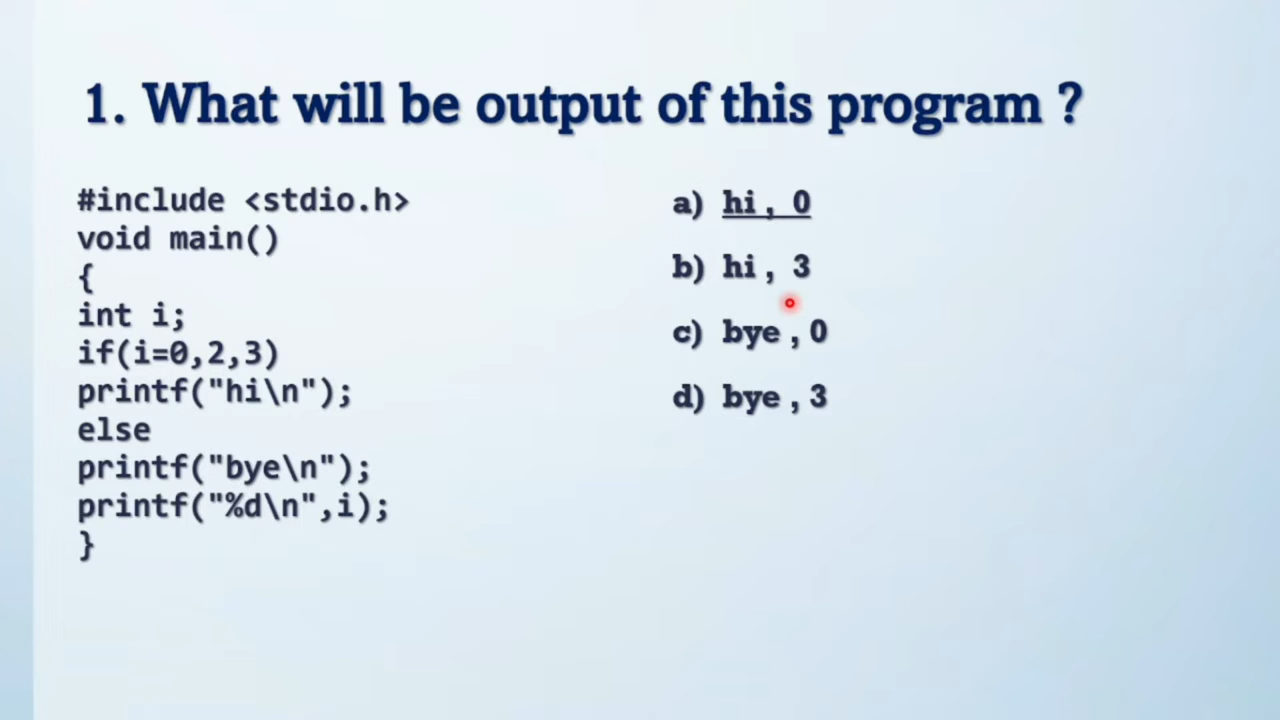 1. What will be output of this program ?
#include <stdio.h>
void main()
{
int i;
if(i=0,2,3)
printf("hi\n");
else
printf("bye\n");
printf("%d\n",i);
}
a) hi , 0
b) hi , 3
c) bye , 0
d) bye , 3